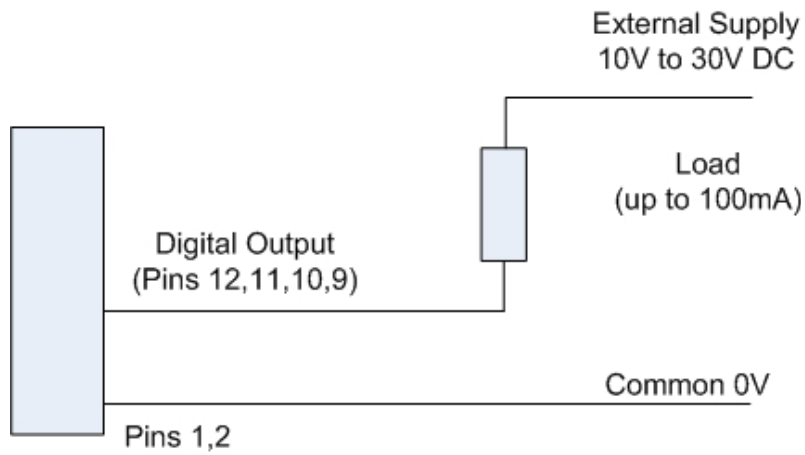 External Supply
10V to 30V DC
Load
(up to 100mA)
Digital Output
(Pins 12,11,10,9)
Common 0V
Pins 1,2